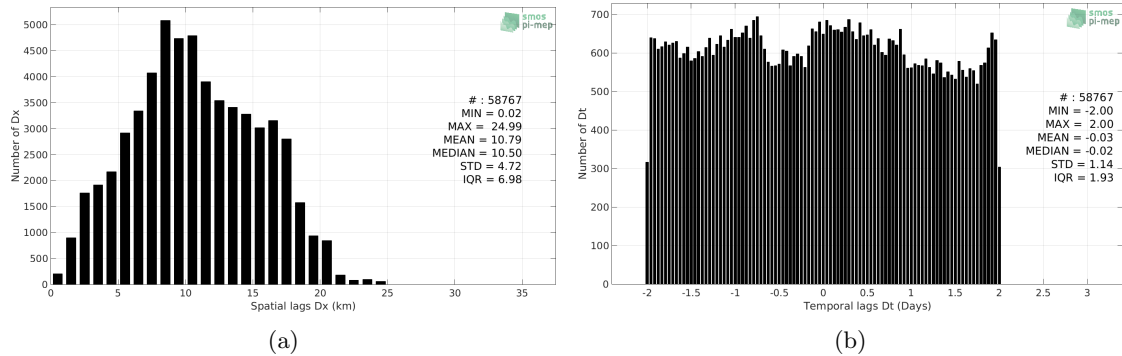 5000
4500
4000
3500
3000
2500
2000
1500
1000
500
0
Number of Dx
0 5 10 15 20 25 30 35
Spatial lags Dx (km)
smos
pi-mep
# : 58767
MIN = 0.02
MAX = 24.99
MEAN = 10.79
MEDIAN = 10.50
STD = 4.72
IQR = 6.98
(a)
700
600
500
400
300
200
100
0
Number of Dt
-2 -1.5 -1 -0.5 0 0.5 1 1.5 2 2.5 3
Temporal lags Dt (Days)
smos
pi-mep
# : 58767
MIN = -2.00
MAX = 2.00
MEAN = -0.03
MEDIAN = -0.02
STD = 1.14
IQR = 1.93
(b)